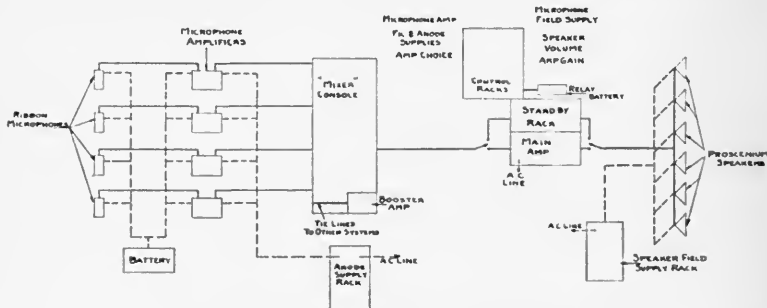 MICROPHONE
AMPLIFIERS
RIBBON
MICROPHONES
BATTERY
"MIXER"
CONSOLE
BOOSTER
AMP
TIE LINES
TO OTHER SYSTEMS
ANODE
SUPPLY
RACK
A.C LINE
MICROPHONE AMP
FIL & ANODE
SUPPLIES
AMP CHOICE
MICROPHONE
FIELD SUPPLY
SPEAKER
VOLUME
AMP GAIN
CONTROL
RACKS
RELAY
BATTERY
STAND BY
RACK
MAIN
AMP
A C
LINE
PROSCENIUM
SPEAKERS
A.C LINE
SPEAKER FIELD
SUPPLY RACK